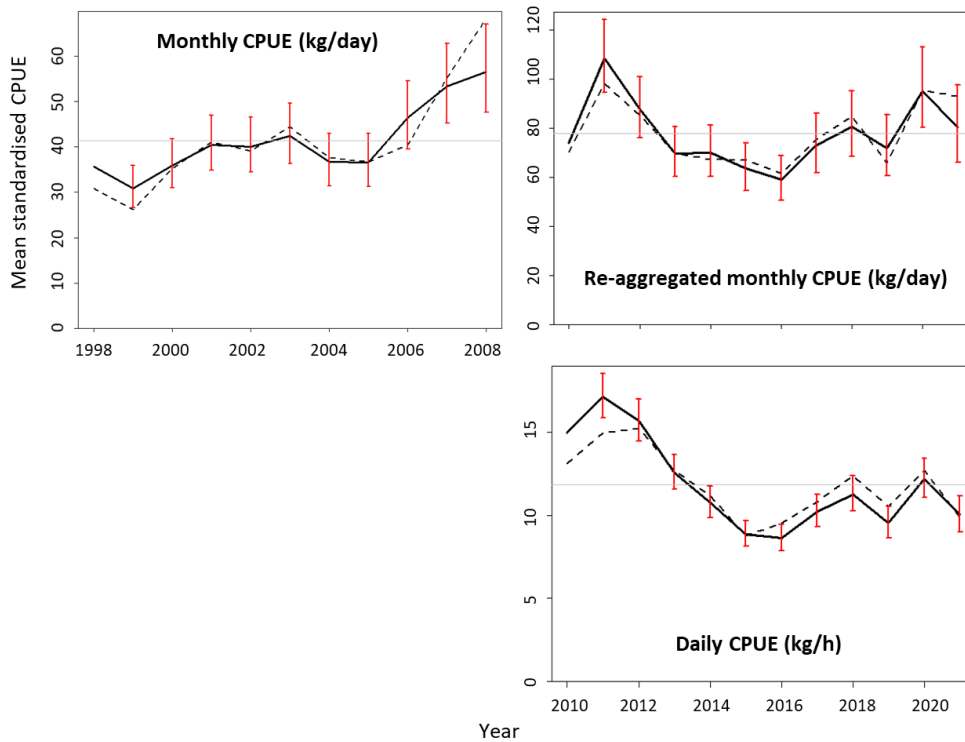 Monthly CPUE (kg/day)
Mean standardised CPUE
0 10 20 30 40 50 60
1998 2000 2002 2004 2006 2008
Re-aggregated monthly CPUE (kg/day)
0 20 40 60 80 100 120
Daily CPUE (kg/h)
0 5 10 15
2010 2012 2014 2016 2018 2020
Year